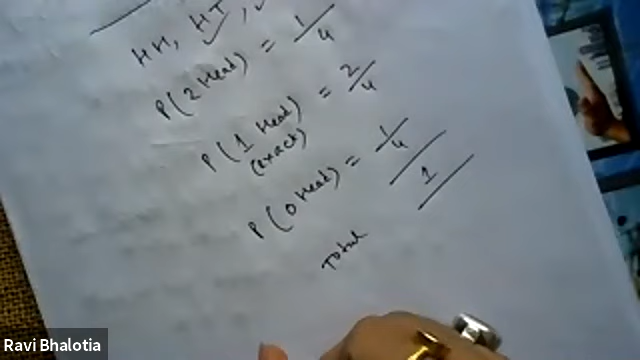 HH, HT,
P(2 Head) = 1/4
P(1 Head) = 2/4
(exact)
P(0 Head) = 1/4
Total 1
Ravi Bhalotia